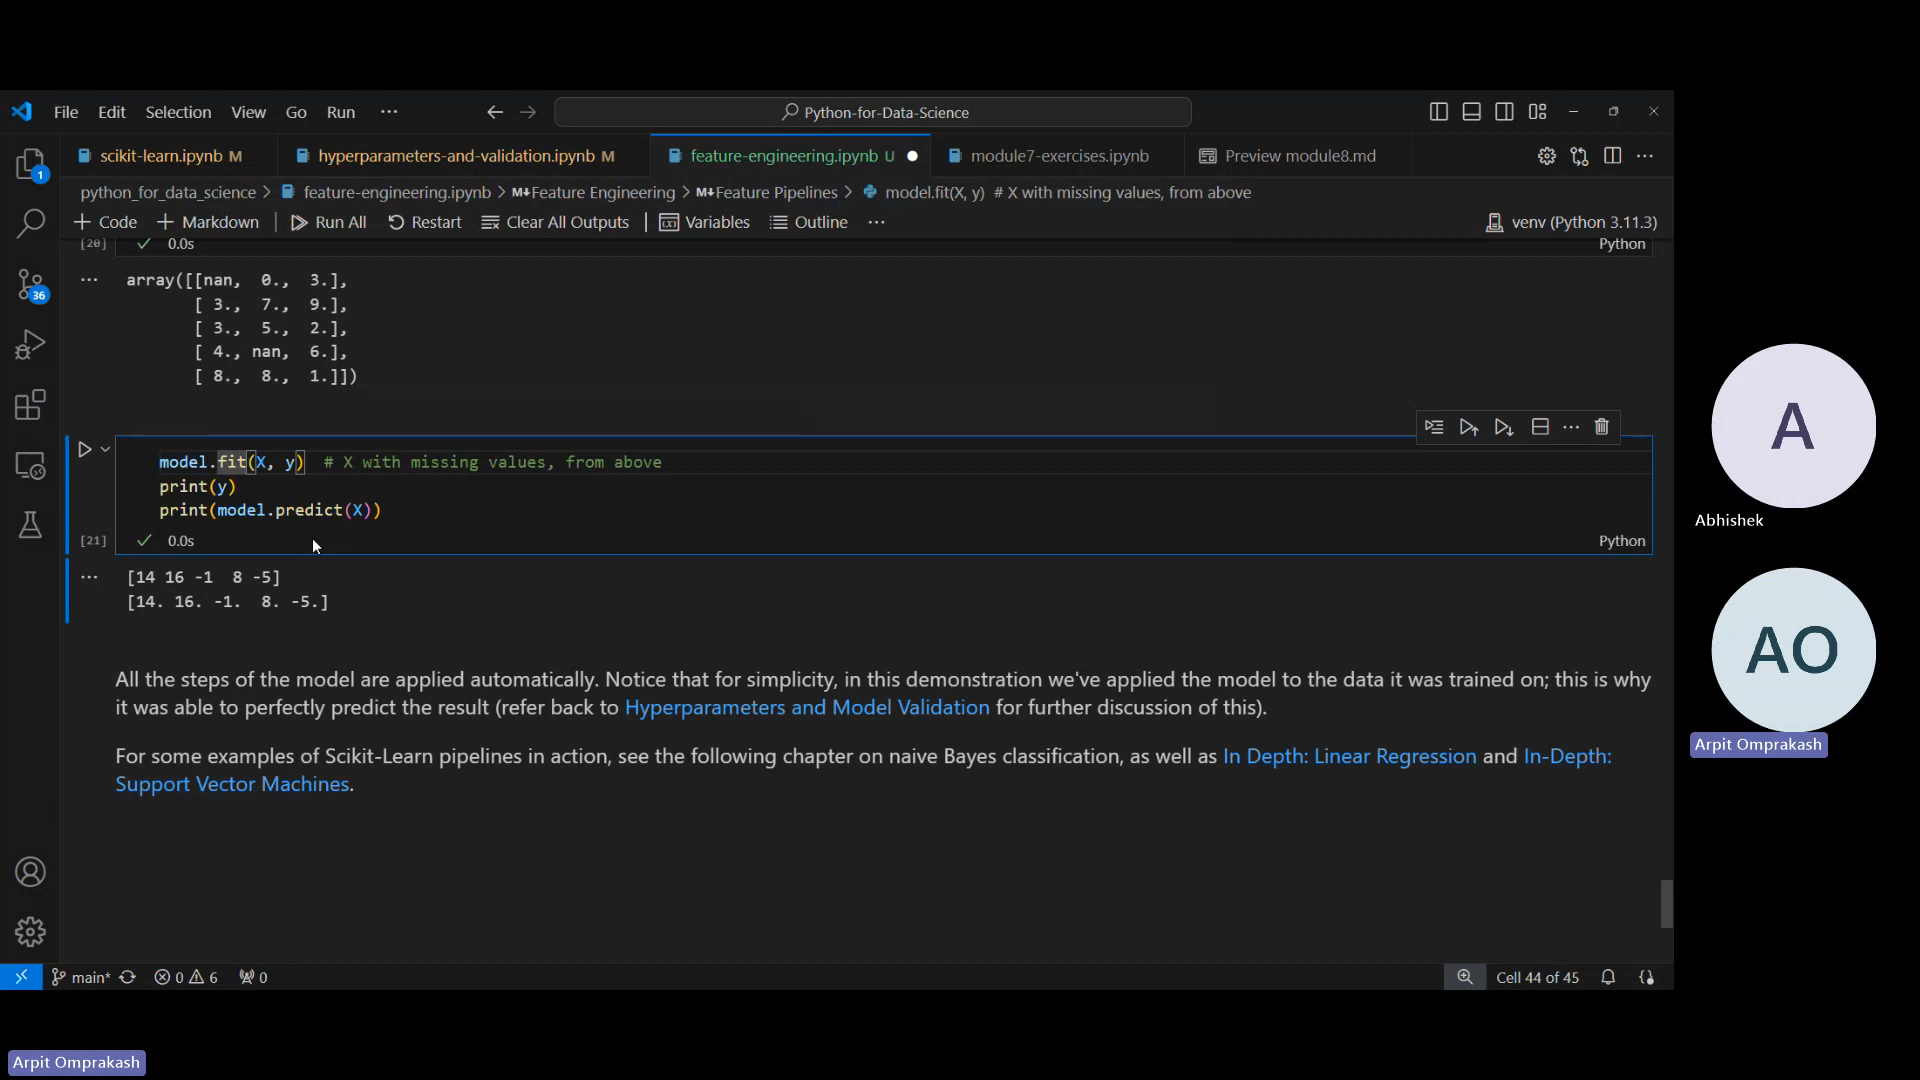 File Edit Selection View Go Run ··· Python-for-Data-Science
scikit-learn.ipynb M hyperparameters-and-validation.ipynb M feature-engineering.ipynb U module7-exercises.ipynb Preview module8.md ···
1
python_for_data_science > feature-engineering.ipynb > M↓Feature Engineering > M↓Feature Pipelines > model.fit(X, y) # X with missing values, from above
+ Code + Markdown Run All Restart Clear All Outputs Variables Outline ··· venv (Python 3.11.3)
[20] 0.0s Python
36
array([[nan, 0., 3.],
[ 3., 7., 9.],
[ 3., 5., 2.],
[ 4., nan, 6.],
[ 8., 8., 1.]])
model.fit(X, y) # X with missing values, from above
print(y)
print(model.predict(X))
[21] 0.0s Python
[14 16 -1 8 -5]
[14. 16. -1. 8. -5.]
All the steps of the model are applied automatically. Notice that for simplicity, in this demonstration we've applied the model to the data it was trained on; this is why
it was able to perfectly predict the result (refer back to Hyperparameters and Model Validation for further discussion of this).
For some examples of Scikit-Learn pipelines in action, see the following chapter on naive Bayes classification, as well as In Depth: Linear Regression and In-Depth:
Support Vector Machines.
main* 0 6 0 Cell 44 of 45
A
Abhishek
AO
Arpit Omprakash
Arpit Omprakash